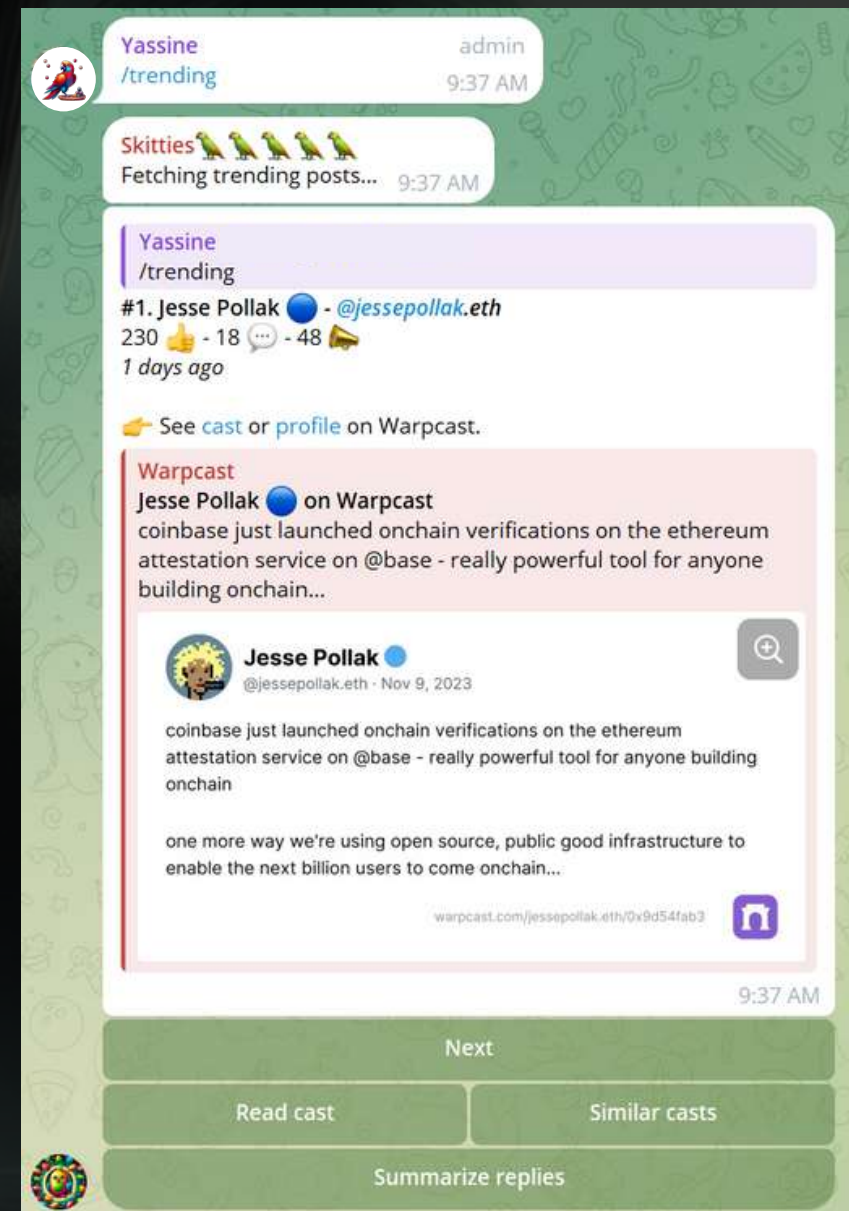 Yassine admin
/trending 9:37 AM
Skitties🦜🦜🦜🦜🦜
Fetching trending posts... 9:37 AM
Yassine
/trending
#1. Jesse Pollak 🔵 - @jessepollak.eth
230 👍 - 18 💬 - 48 📣
1 days ago
👉 See cast or profile on Warpcast.
Warpcast
Jesse Pollak 🔵 on Warpcast
coinbase just launched onchain verifications on the ethereum
attestation service on @base - really powerful tool for anyone
building onchain...
Jesse Pollak 🔵
@jessepollak.eth · Nov 9, 2023
coinbase just launched onchain verifications on the ethereum
attestation service on @base - really powerful tool for anyone building
onchain
one more way we're using open source, public good infrastructure to
enable the next billion users to come onchain...
warpcast.com/jessepollak.eth/0x9d54fab3
9:37 AM
Next
Read cast Similar casts
Summarize replies